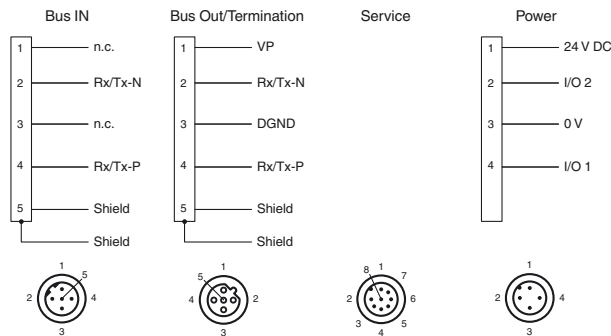 Bus IN Bus Out/Termination Service Power
1 n.c. 1 VP 1 24 V DC
2 Rx/Tx-N 2 Rx/Tx-N 2 I/O 2
3 n.c. 3 DGND 3 0 V
4 Rx/Tx-P 4 Rx/Tx-P 4 I/O 1
5 Shield 5 Shield
Shield Shield
1 5 1 8 1 7 1
5
2 4 4 2 2 6 2 4
3 5
3 3 4 3